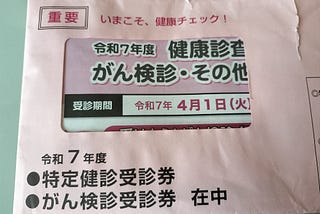 重要
いまこそ、健康チェック！
令和7年度 健康診査
がん検診・その他
受診期間 令和7年 4月1日(火)
令和7年度
●特定健診受診券
●がん検診受診券 在中